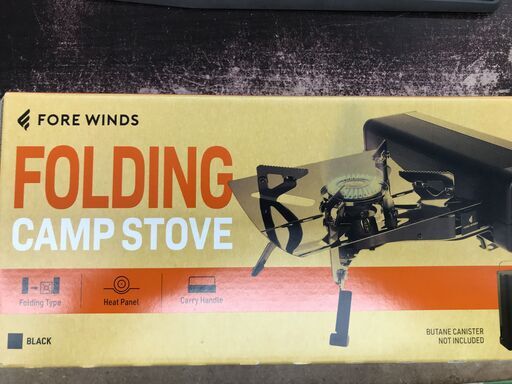 FORE WINDS
FOLDING
CAMP STOVE
Folding Type
Heat Panel
Carry Handle
BLACK
BUTANE CANISTER
NOT INCLUDED